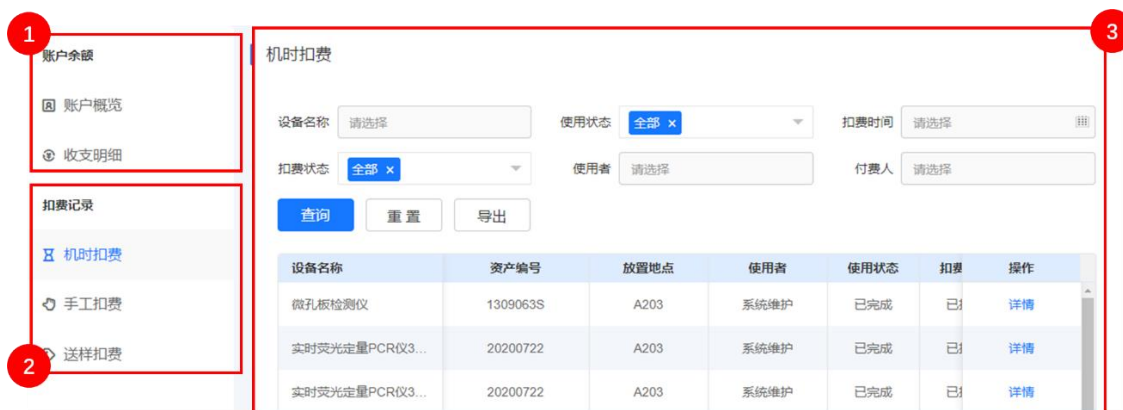 1
账户余额
账户概览
收支明细
2
扣费记录
机时扣费
手工扣费
送样扣费
3
机时扣费
设备名称 请选择 使用状态 全部 × 扣费时间 请选择
扣费状态 全部 × 使用者 请选择 付费人 请选择
查询 重置 导出
设备名称 资产编号 放置地点 使用者 使用状态 扣费 操作
微孔板检测仪 1309063S A203 系统维护 已完成 已 详情
实时荧光定量PCR仪3... 20200722 A203 系统维护 已完成 已 详情
实时荧光定量PCR仪3... 20200722 A203 系统维护 已完成 已 详情